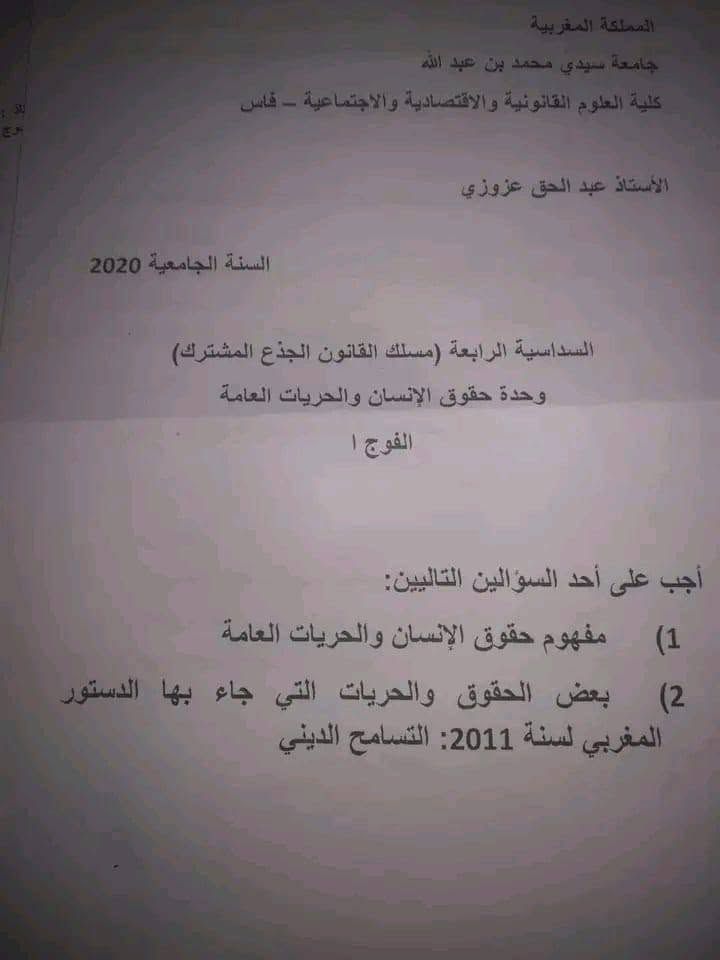 المملكة المغربية
جامعة سيدي محمد بن عبد الله
كلية العلوم القانونية والاقتصادية والاجتماعية – فاس
الأستاذ عبد الحق عزوزي
السنة الجامعية 2020
السداسية الرابعة (مسلك القانون الجذع المشترك)
وحدة حقوق الإنسان والحريات العامة
الفوج ا
أجب على أحد السؤالين التاليين:
1) مفهوم حقوق الإنسان والحريات العامة
2) بعض الحقوق والحريات التي جاء بها الدستور
المغربي لسنة 2011: التسامح الديني